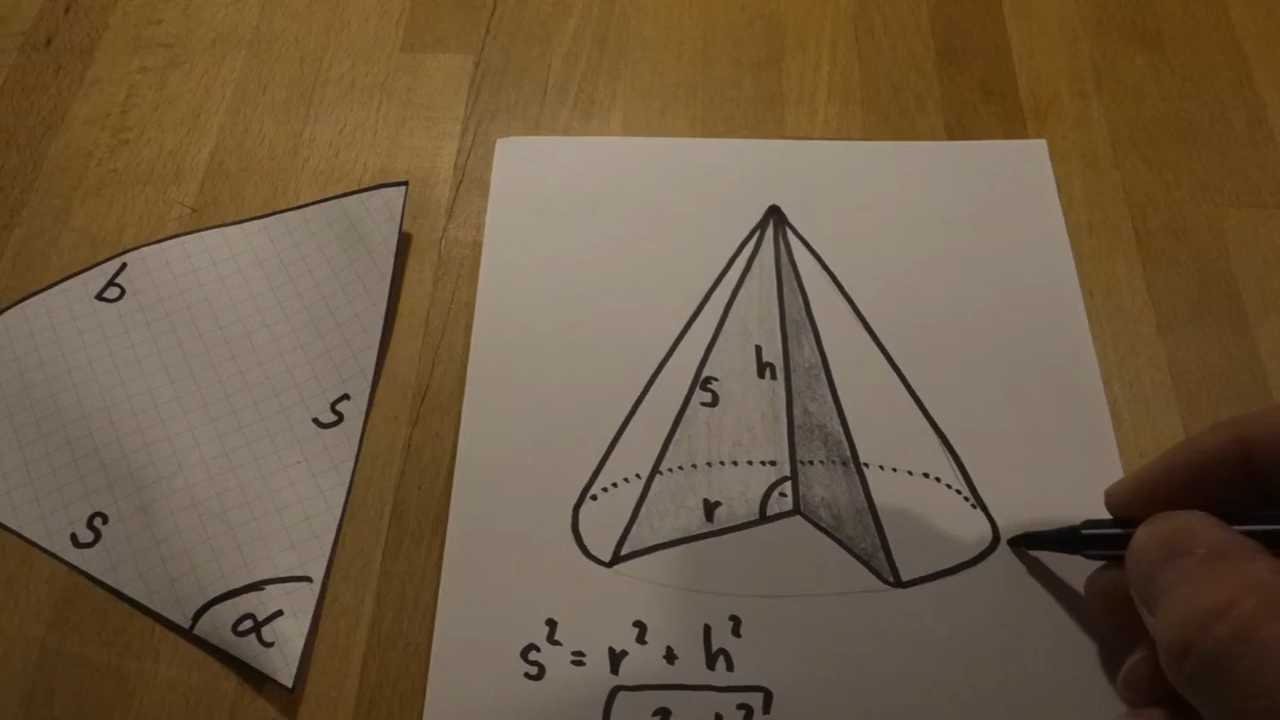 b
s
s
α
s
h
r
s² = r² + h²